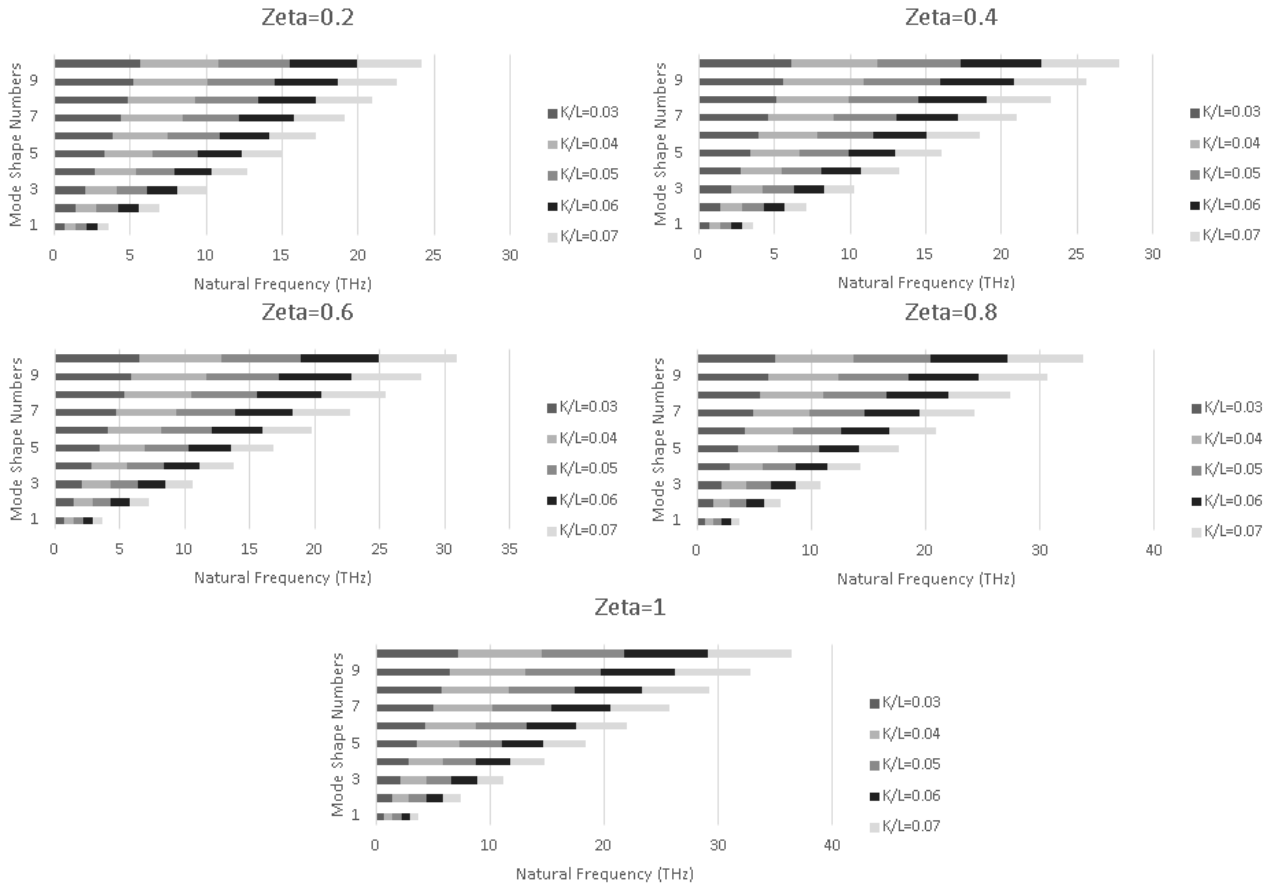 Zeta=0.2
Mode Shape Numbers
9
7
5
3
1
0 5 10 15 20 25 30
Natural Frequency (THz)
K/L=0.03
K/L=0.04
K/L=0.05
K/L=0.06
K/L=0.07
Zeta=0.4
Mode Shape Numbers
9
7
5
3
1
0 5 10 15 20 25 30
Natural Frequency (THz)
K/L=0.03
K/L=0.04
K/L=0.05
K/L=0.06
K/L=0.07
Zeta=0.6
Mode Shape Numbers
9
7
5
3
1
0 5 10 15 20 25 30 35
Natural Frequency (THz)
K/L=0.03
K/L=0.04
K/L=0.05
K/L=0.06
K/L=0.07
Zeta=0.8
Mode Shape Numbers
9
7
5
3
1
0 10 20 30 40
Natural Frequency (THz)
K/L=0.03
K/L=0.04
K/L=0.05
K/L=0.06
K/L=0.07
Zeta=1
Mode Shape Numbers
9
7
5
3
1
0 10 20 30 40
Natural Frequency (THz)
K/L=0.03
K/L=0.04
K/L=0.05
K/L=0.06
K/L=0.07